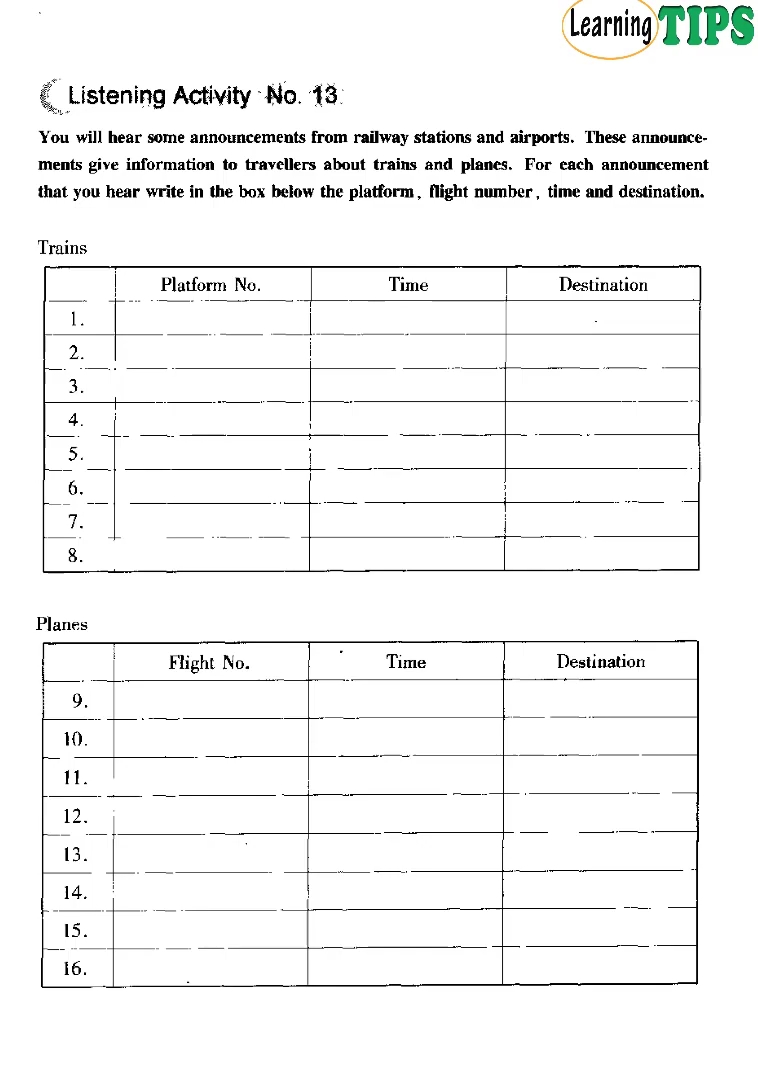 Learning TIPS
Listening Activity No. 13
You will hear some announcements from railway stations and airports. These announce-
ments give information to travellers about trains and planes. For each announcement
that you hear write in the box below the platform, flight number, time and destination.
Trains
Platform No. Time Destination
1.
2.
3.
4.
5.
6.
7.
8.
Planes
Flight No. Time Destination
9.
10.
11.
12.
13.
14.
15.
16.